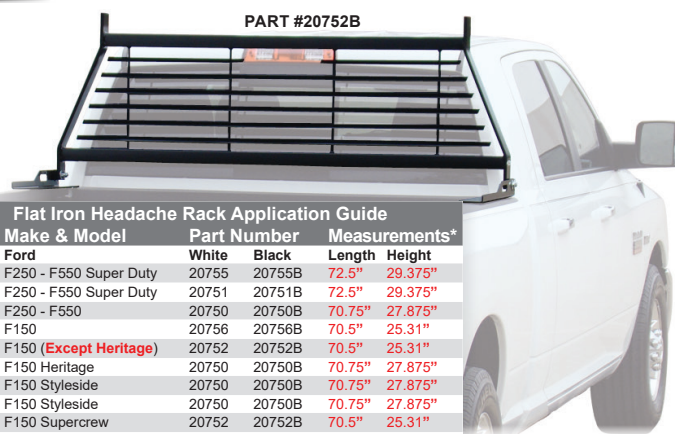 PART #20752B
Flat Iron Headache Rack Application Guide
Make & Model Part Number Measurements*
Ford White Black Length Height
F250 - F550 Super Duty 20755 20755B 72.5” 29.375”
F250 - F550 Super Duty 20751 20751B 72.5” 29.375”
F250 - F550 20750 20750B 70.75” 27.875”
F150 20756 20756B 70.5” 25.31”
F150 (Except Heritage) 20752 20752B 70.5” 25.31”
F150 Heritage 20750 20750B 70.75” 27.875”
F150 Styleside 20750 20750B 70.75” 27.875”
F150 Styleside 20750 20750B 70.75” 27.875”
F150 Supercrew 20752 20752B 70.5” 25.31”